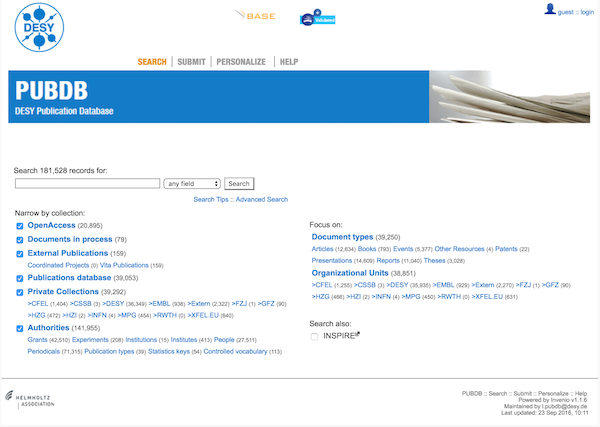 DESY
BASE
guest :: login
SEARCH SUBMIT PERSONALIZE HELP
PUBDB
DESY Publication Database
Search 181,528 records for:
any field Search
Search Tips :: Advanced Search
Narrow by collection:
OpenAccess (20,895)
Documents in process (79)
External Publications (159)
Coordinated Projects (0) Vita Publications (159)
Publications database (39,053)
Private Collections (39,292)
>CFEL (1,404) >CSSB (3) >DESY (36,349) >EMBL (938) >Extern (2,322) >FZJ (1) >GFZ (90)
>HZG (472) >HZI (2) >INFN (4) >MPG (454) >RWTH (0) >XFEL.EU (640)
Authorities (141,955)
Grants (42,510) Experiments (208) Institutions (15) Institutes (413) People (27,511)
Periodicals (71,315) Publication types (39) Statistics keys (54) Controlled vocabulary (113)
Focus on:
Document types (39,250)
Articles (12,634) Books (793) Events (5,377) Other Resources (4) Patents (22)
Presentations (14,609) Reports (11,040) Theses (3,028)
Organizational Units (38,851)
>CFEL (1,255) >CSSB (3) >DESY (35,935) >EMBL (929) >Extern (2,270) >FZJ (1) >GFZ (90)
>HZG (466) >HZI (2) >INFN (4) >MPG (450) >RWTH (0) >XFEL.EU (631)
Search also:
INSPIRE
HELMHOLTZ
ASSOCIATION
PUBDB :: Search :: Submit :: Personalize :: Help
Powered by Invenio v1.1.6
Maintained by l.pubdb@desy.de
Last updated: 23 Sep 2016, 10:11